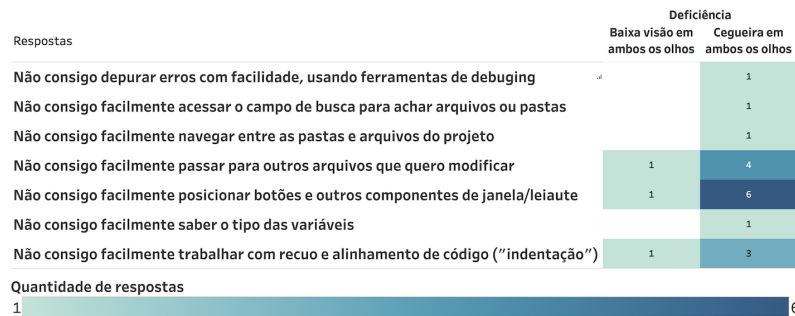 Deficiência
Respostas
Baixa visão em ambos os olhos
Cegueira em ambos os olhos
Não consigo depurar erros com facilidade, usando ferramentas de debuging 1
Não consigo facilmente acessar o campo de busca para achar arquivos ou pastas 1
Não consigo facilmente navegar entre as pastas e arquivos do projeto 1
Não consigo facilmente passar para outros arquivos que quero modificar 1 4
Não consigo facilmente posicionar botões e outros componentes de janela/leiaute 1 6
Não consigo facilmente saber o tipo das variáveis 1
Não consigo facilmente trabalhar com recuo e alinhamento de código (”indentação”) 1 3
Quantidade de respostas
1 6